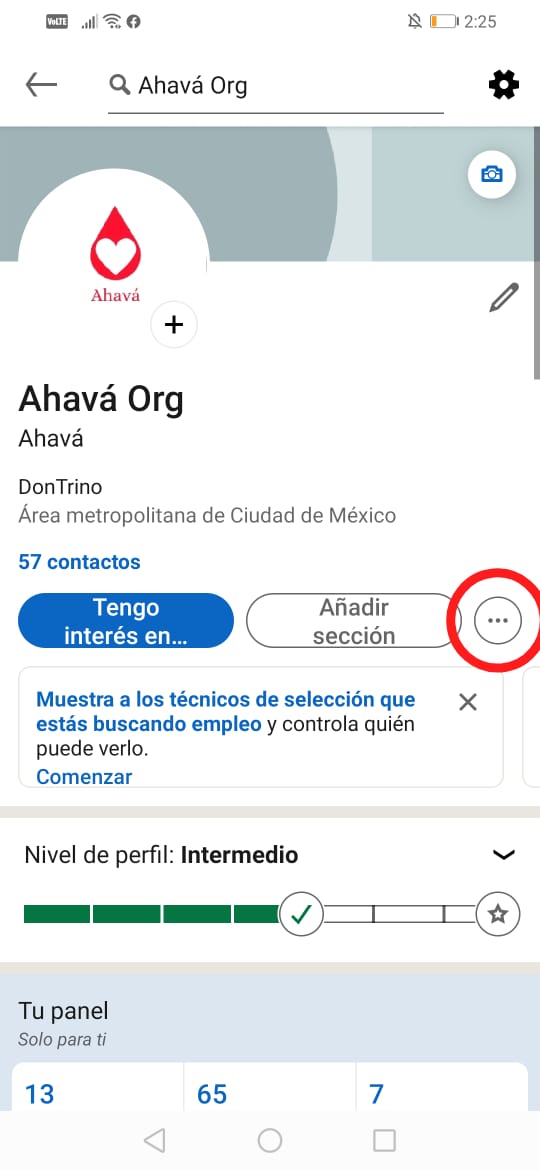 VoLTE
2:25
Ahavá Org
Ahavá
Ahavá Org
Ahavá
DonTrino
Área metropolitana de Ciudad de México
57 contactos
Tengo
interés en...
Añadir
sección
Muestra a los técnicos de selección que
estás buscando empleo y controla quién
puede verlo.
Comenzar
Nivel de perfil: Intermedio
Tu panel
Solo para ti
13 65 7